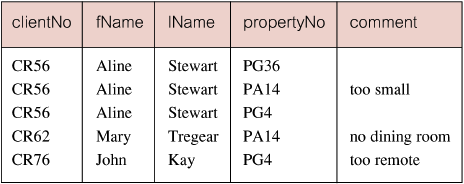 clientNo fName lName propertyNo comment
CR56 Aline Stewart PG36
CR56 Aline Stewart PA14 too small
CR56 Aline Stewart PG4
CR62 Mary Tregear PA14 no dining room
CR76 John Kay PG4 too remote